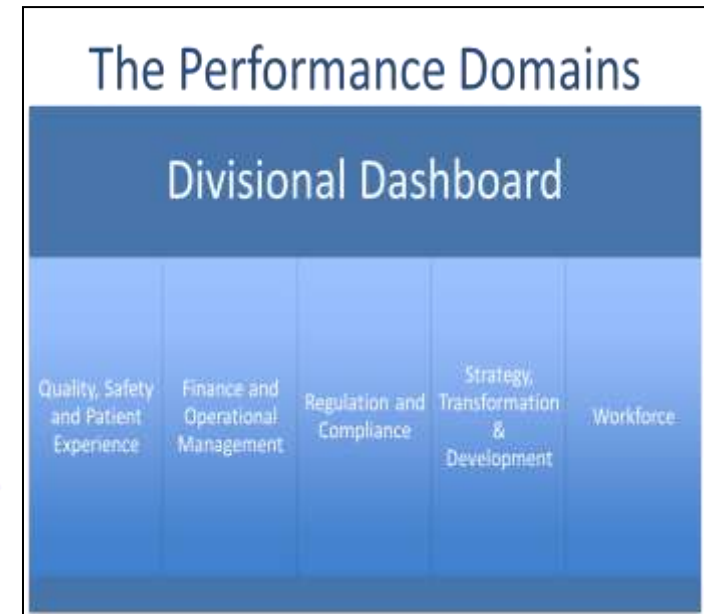 The Performance Domains
Divisional Dashboard
Quality, Safety
and Patient
Experience
Finance and
Operational
Management
Regulation and
Compliance
Strategy,
Transformation
&
Development
Workforce